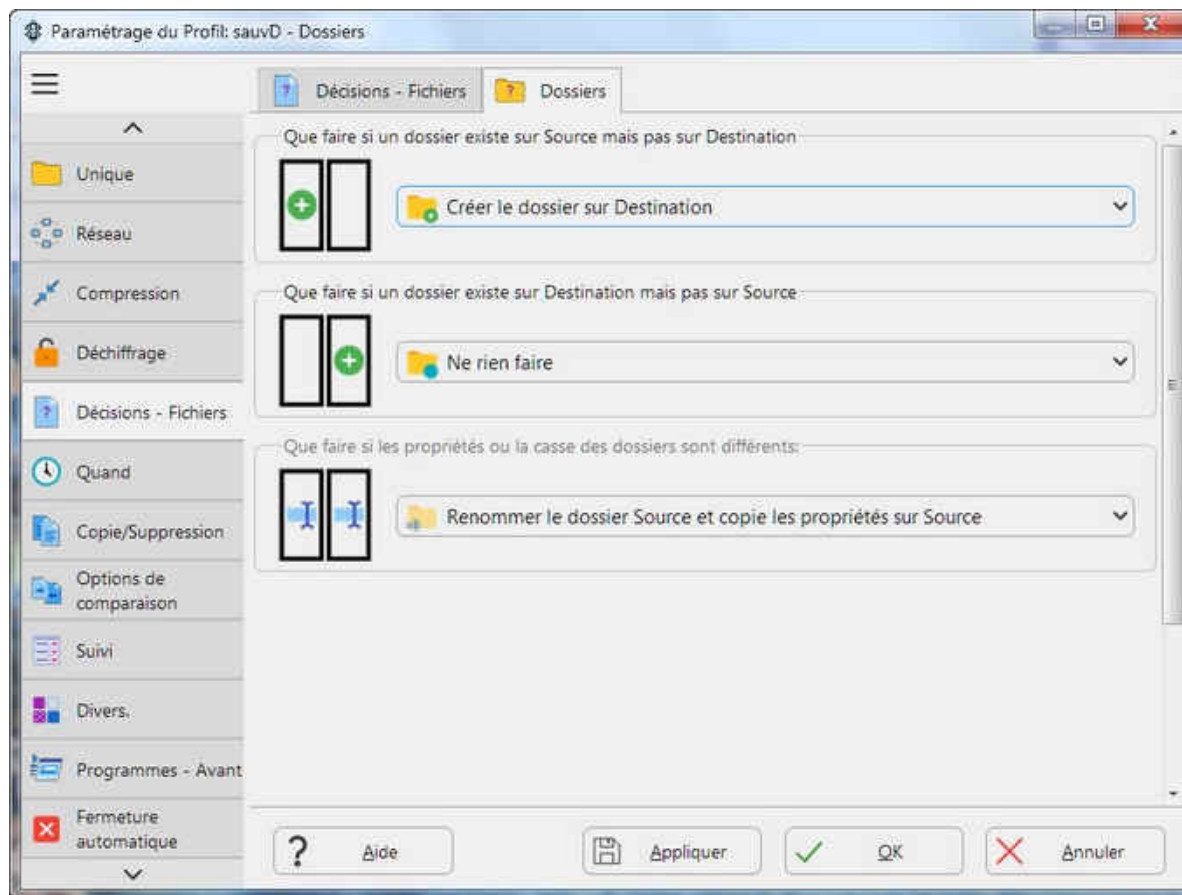 Paramétrage du Profil: sauvD - Dossiers
Décisions - Fichiers
Dossiers
Unique
Réseau
Compression
Déchiffrage
Décisions - Fichiers
Quand
Copie/Suppression
Options de
comparaison
Suivi
Divers.
Programmes - Avant
Fermeture
automatique
Que faire si un dossier existe sur Source mais pas sur Destination
Créer le dossier sur Destination
Que faire si un dossier existe sur Destination mais pas sur Source
Ne rien faire
Que faire si les propriétés ou la casse des dossiers sont différents:
Renommer le dossier Source et copie les propriétés sur Source
Aide
Appliquer
OK
Annuler